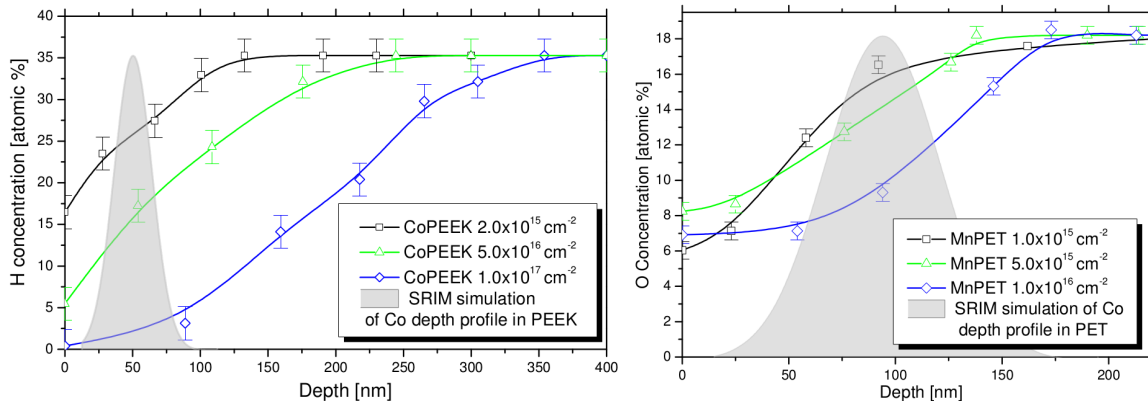 40
35
30
25
20
15
10
5
0
H concentration [atomic %]
CoPEEK 2.0x10¹⁵ cm⁻²
CoPEEK 5.0x10¹⁶ cm⁻²
CoPEEK 1.0x10¹⁷ cm⁻²
SRIM simulation
of Co depth profile in PEEK
0 50 100 150 200 250 300 350 400
Depth [nm]
20
18
16
14
12
10
8
6
4
2
0
O Concentration [atomic %]
MnPET 1.0x10¹⁵ cm⁻²
MnPET 5.0x10¹⁵ cm⁻²
MnPET 1.0x10¹⁶ cm⁻²
SRIM simulation of Co
depth profile in PET
0 50 100 150 200
Depth [nm]